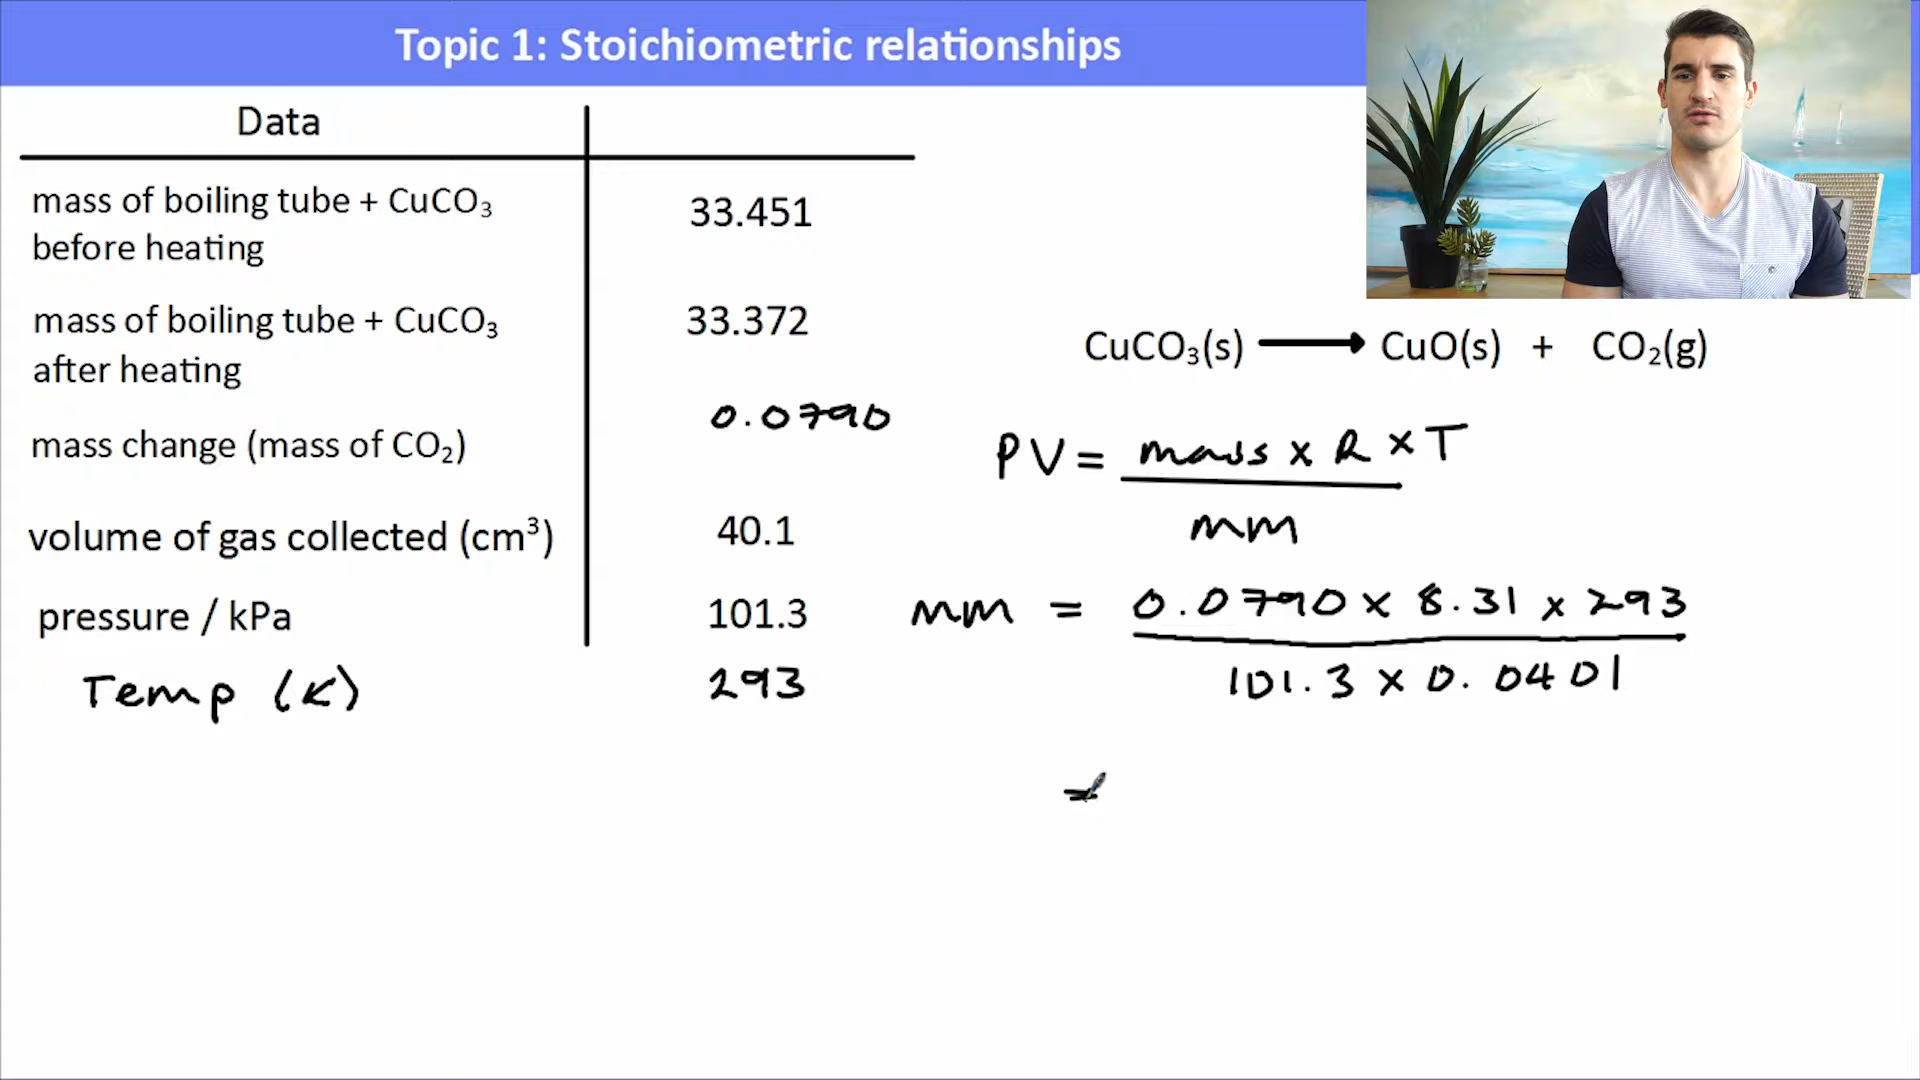 Topic 1: Stoichiometric relationships
Data
mass of boiling tube + CuCO₃
before heating
33.451
mass of boiling tube + CuCO₃
after heating
33.372
mass change (mass of CO₂)
0.0790
volume of gas collected (cm³)
40.1
pressure / kPa
101.3
Temp (K)
293
CuCO₃(s) ⟶ CuO(s) + CO₂(g)
PV = mass x R x T
mm
mm = 0.0790 x 8.31 x 293
101.3 x 0.0401
=